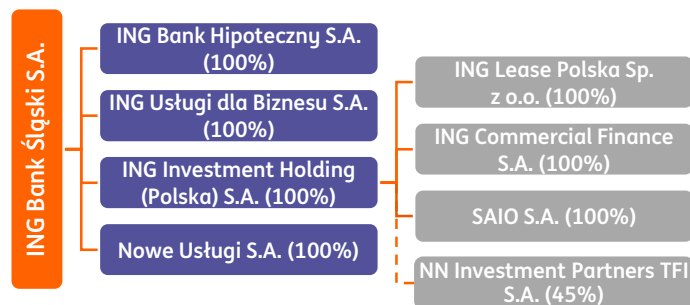 ING Bank Śląski S.A.
ING Bank Hipoteczny S.A.
(100%)
ING Usługi dla Biznesu S.A.
(100%)
ING Investment Holding
(Polska) S.A. (100%)
Nowe Usługi S.A. (100%)
ING Lease Polska Sp.
z o.o. (100%)
ING Commercial Finance
S.A. (100%)
SAIO S.A. (100%)
NN Investment Partners TFI
S.A. (45%)